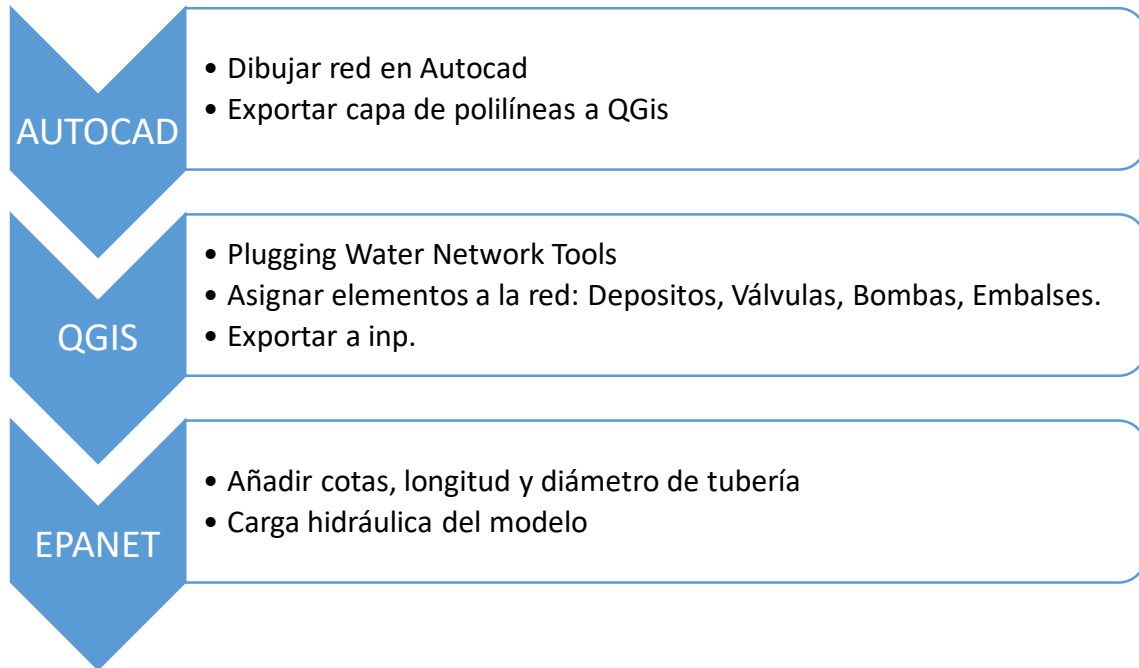 AUTOCAD
• Dibujar red en Autocad
• Exportar capa de polilíneas a QGis
QGIS
• Plugging Water Network Tools
• Asignar elementos a la red: Depositos, Válvulas, Bombas, Embalses.
• Exportar a inp.
EPANET
• Añadir cotas, longitud y diámetro de tubería
• Carga hidráulica del modelo